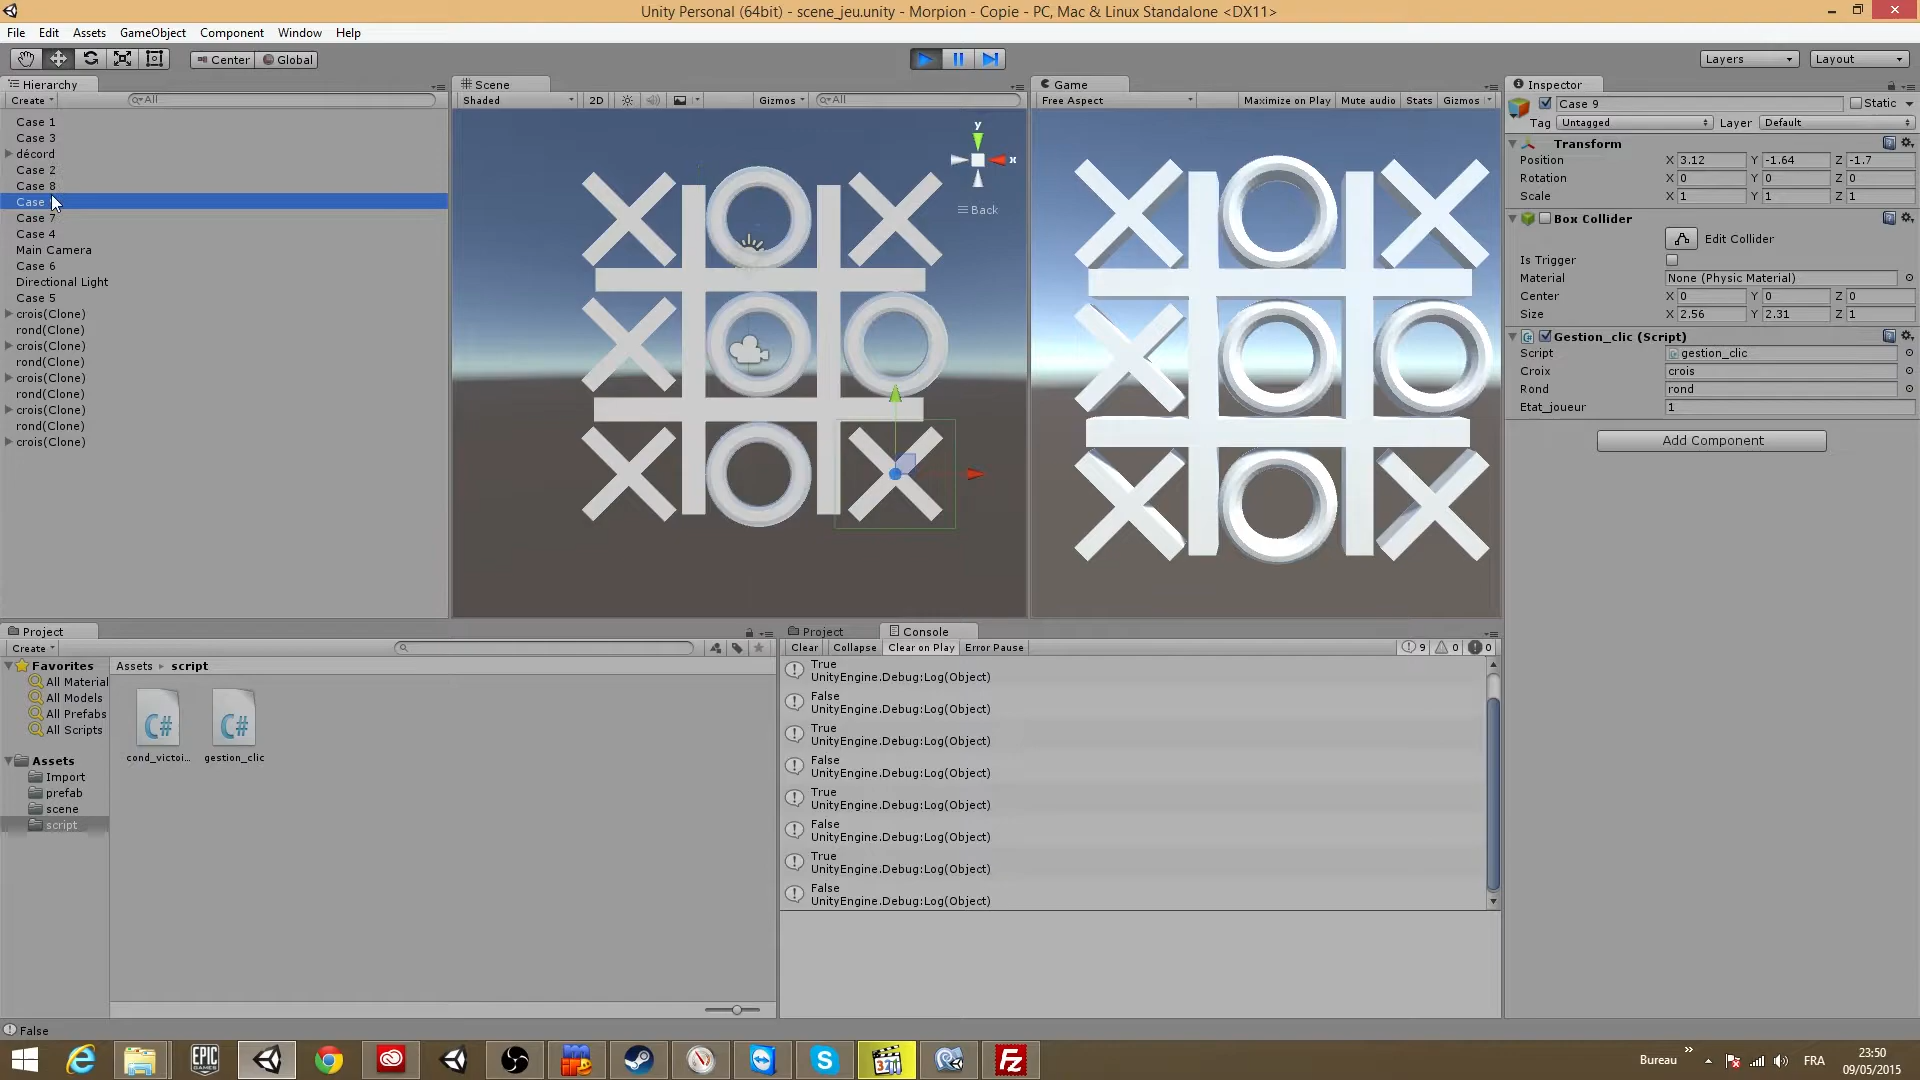 Unity Personal (64bit) - scene_jeu.unity - Morpion - Copie - PC, Mac & Linux Standalone <DX11>
File Edit Assets GameObject Component Window Help
Center Global
Layers Layout
Hierarchy
Create All
Case 1
Case 3
décord
Case 2
Case 8
Case
Case 7
Case 4
Main Camera
Case 6
Directional Light
Case 5
crois(Clone)
rond(Clone)
crois(Clone)
rond(Clone)
crois(Clone)
rond(Clone)
crois(Clone)
rond(Clone)
crois(Clone)
Scene
Shaded 2D Gizmos All
y
x
Back
Game
Free Aspect Maximize on Play Mute audio Stats Gizmos
Inspector
Case 9 Static
Tag Untagged Layer Default
Transform
Position X 3.12 Y -1.64 Z -1.7
Rotation X 0 Y 0 Z 0
Scale X 1 Y 1 Z 1
Box Collider
Edit Collider
Is Trigger
Material None (Physic Material)
Center X 0 Y 0 Z 0
Size X 2.56 Y 2.31 Z 1
Gestion_clic (Script)
Script gestion_clic
Croix crois
Rond rond
Etat_joueur 1
Add Component
Project
Create
Favorites
All Material
All Models
All Prefabs
All Scripts
Assets
Import
prefab
scene
script
Assets script
C# C#
cond_victoi... gestion_clic
Project Console
Clear Collapse Clear on Play Error Pause 9 0 0
True
UnityEngine.Debug:Log(Object)
False
UnityEngine.Debug:Log(Object)
True
UnityEngine.Debug:Log(Object)
False
UnityEngine.Debug:Log(Object)
True
UnityEngine.Debug:Log(Object)
False
UnityEngine.Debug:Log(Object)
True
UnityEngine.Debug:Log(Object)
False
UnityEngine.Debug:Log(Object)
False
EPIC GAMES
Bureau FRA
23:50
09/05/2015